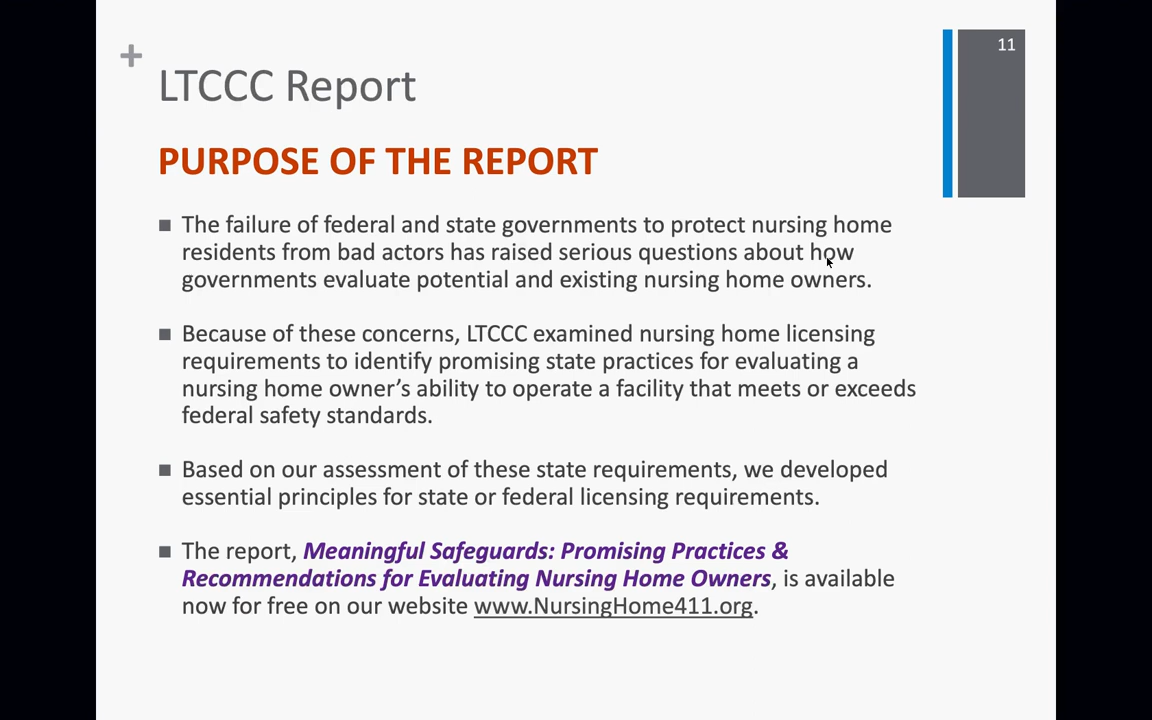 11
+
LTCCC Report
PURPOSE OF THE REPORT
■ The failure of federal and state governments to protect nursing home
residents from bad actors has raised serious questions about how
governments evaluate potential and existing nursing home owners.
■ Because of these concerns, LTCCC examined nursing home licensing
requirements to identify promising state practices for evaluating a
nursing home owner’s ability to operate a facility that meets or exceeds
federal safety standards.
■ Based on our assessment of these state requirements, we developed
essential principles for state or federal licensing requirements.
■ The report, Meaningful Safeguards: Promising Practices &
Recommendations for Evaluating Nursing Home Owners, is available
now for free on our website www.NursingHome411.org.